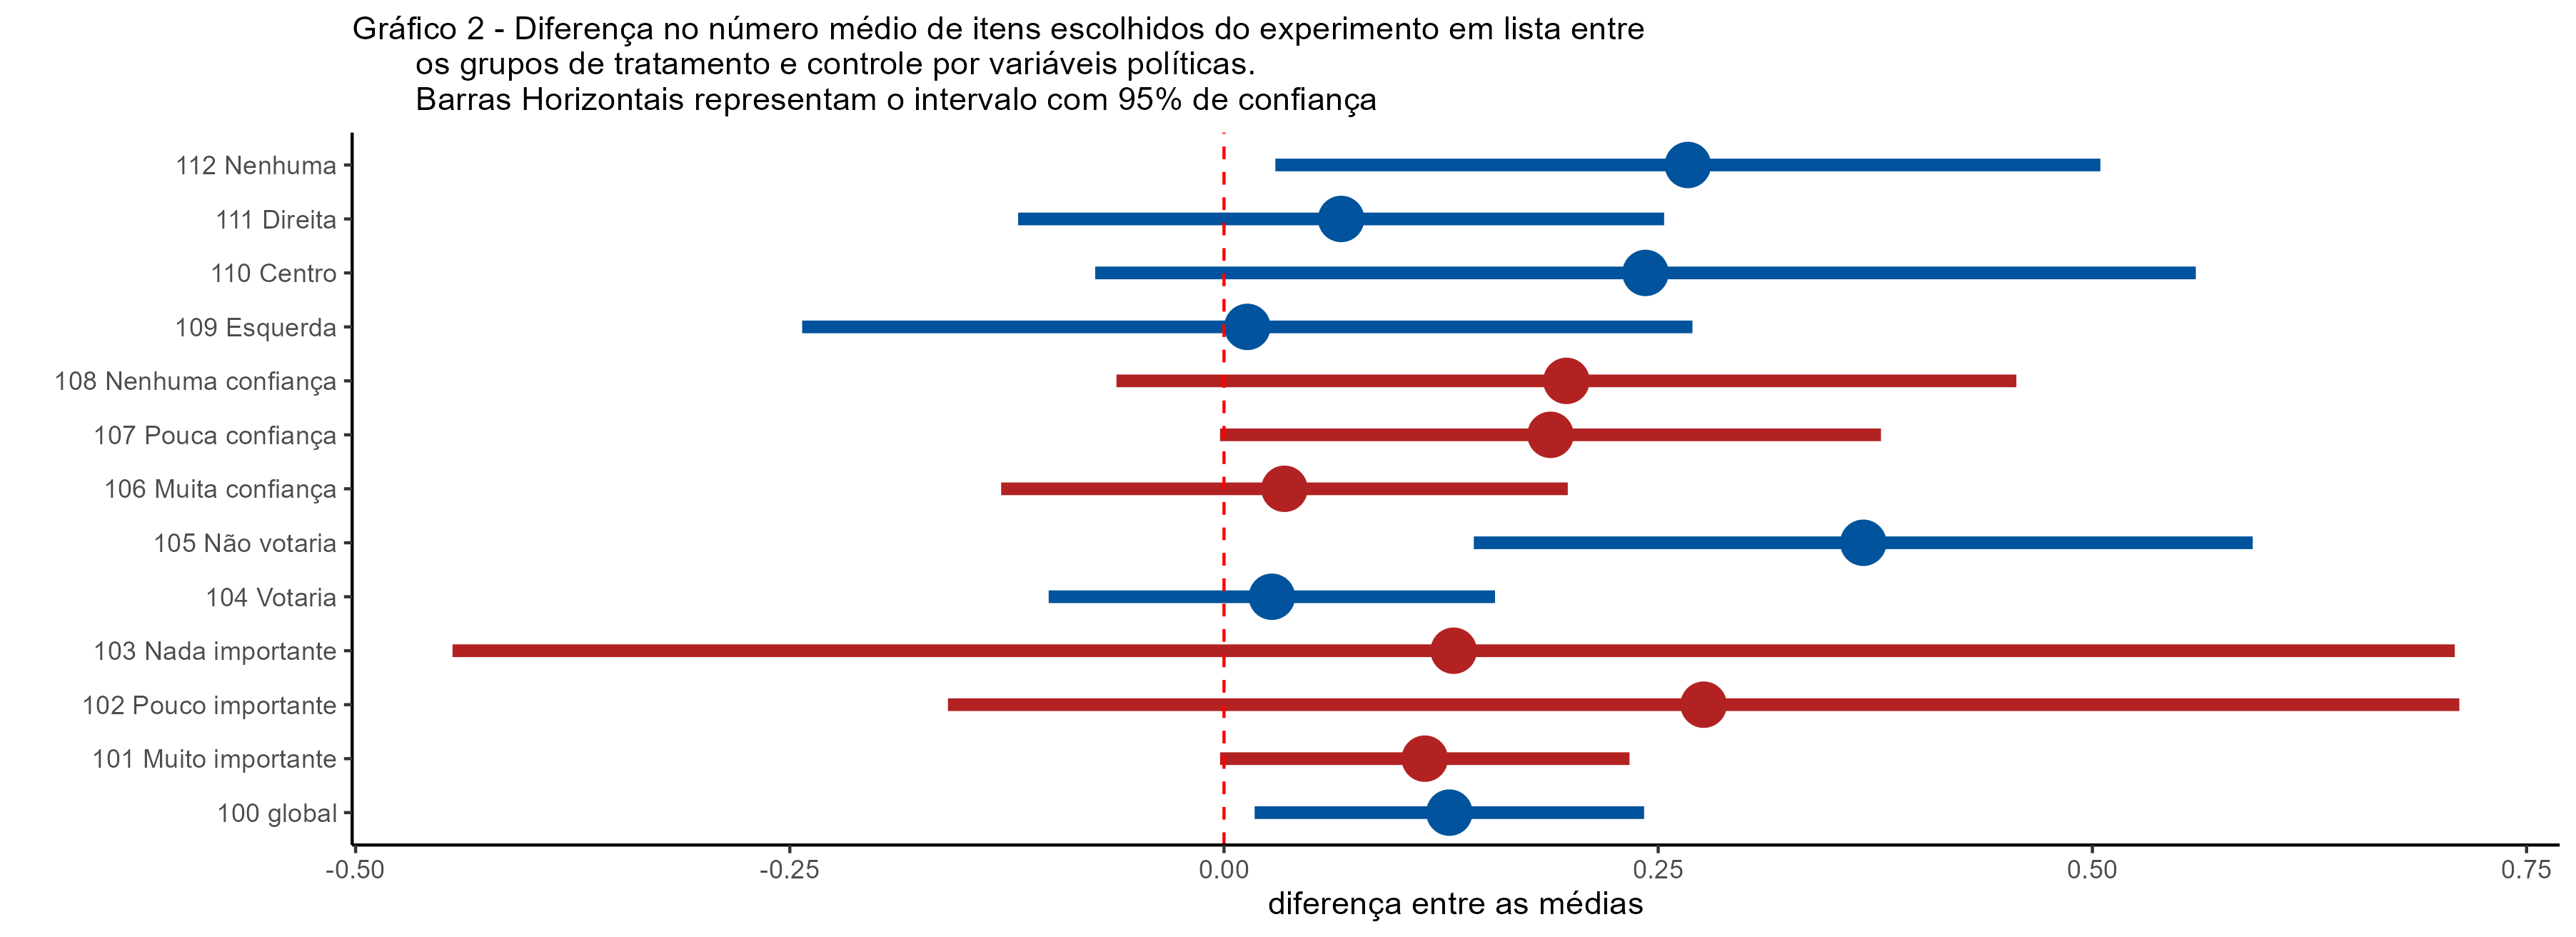 Gráfico 2 - Diferença no número médio de itens escolhidos do experimento em lista entre
os grupos de tratamento e controle por variáveis políticas.
Barras Horizontais representam o intervalo com 95% de confiança
112 Nenhuma
111 Direita
110 Centro
109 Esquerda
108 Nenhuma confiança
107 Pouca confiança
106 Muita confiança
105 Não votaria
104 Votaria
103 Nada importante
102 Pouco importante
101 Muito importante
100 global
-0.50 -0.25 0.00 0.25 0.50 0.75
diferença entre as médias